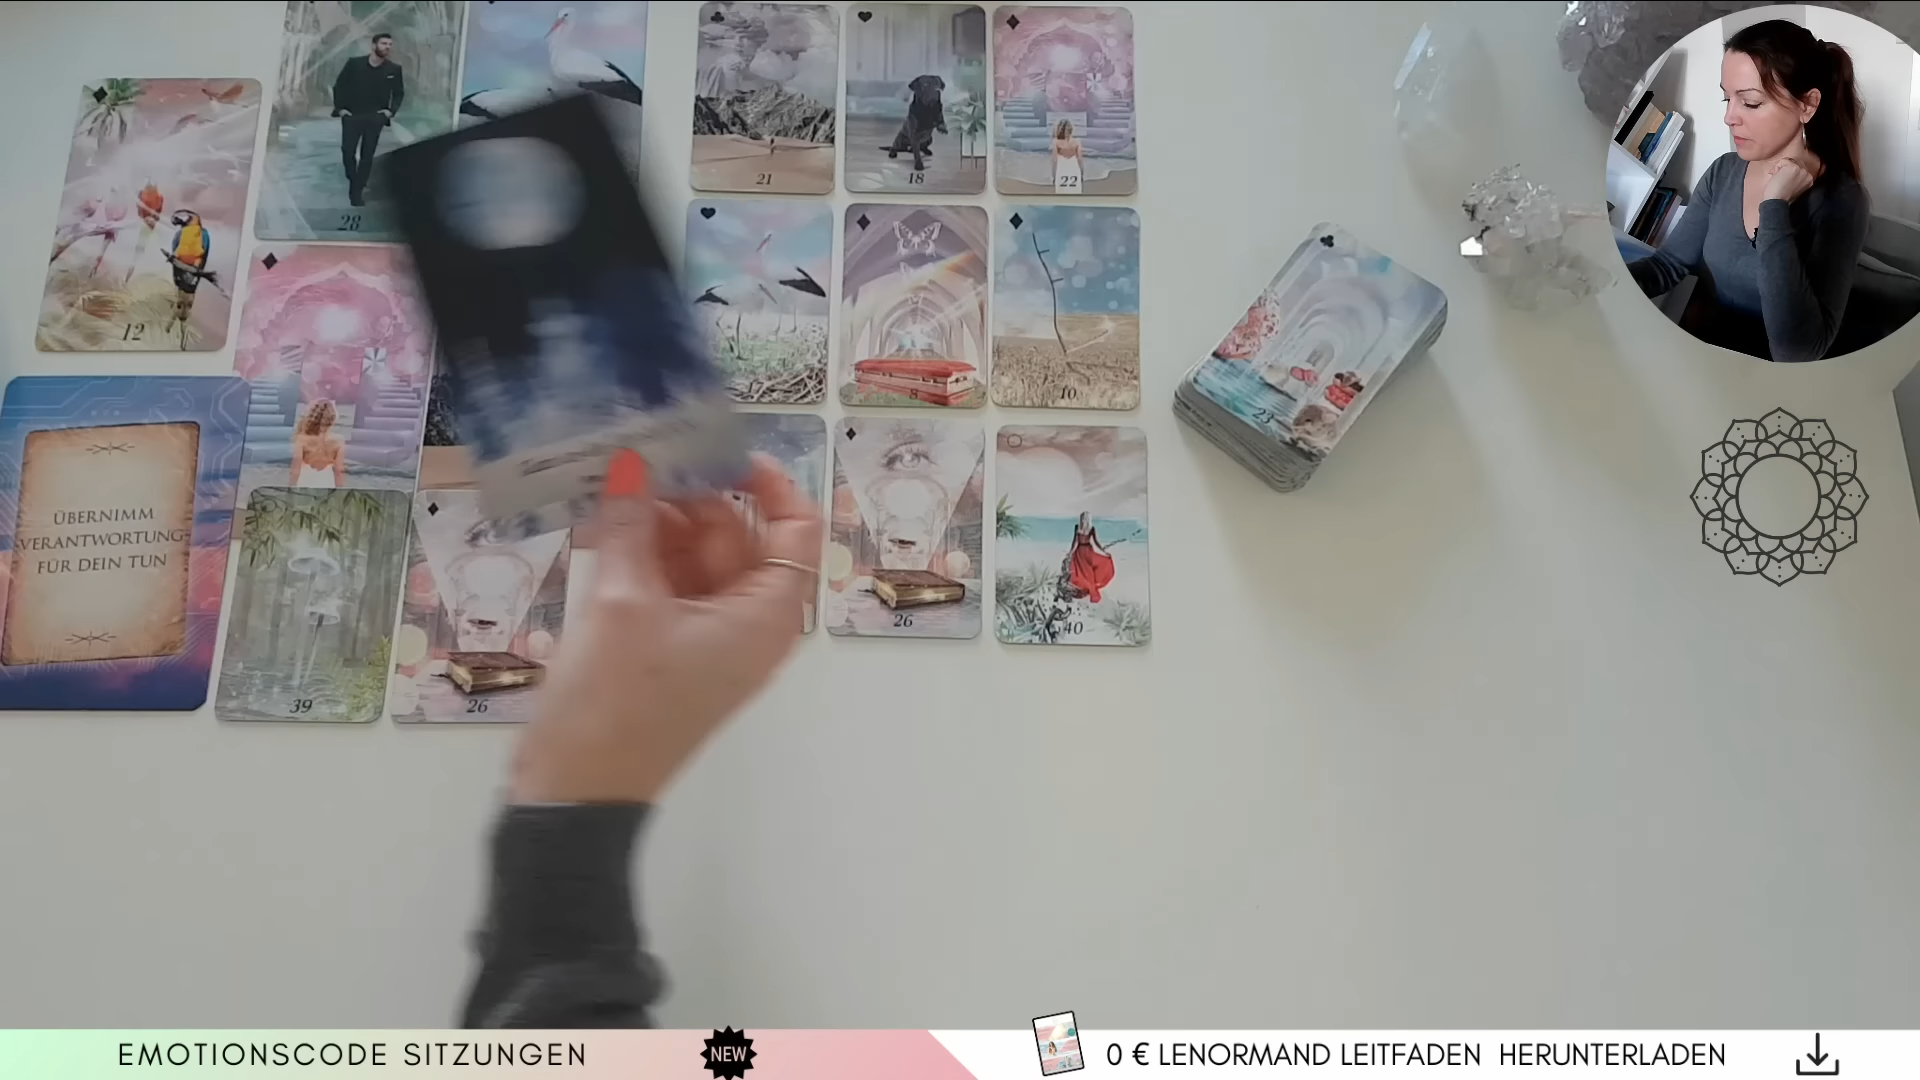 28
21
18
22
12
17
8
10
23
ÜBERNIMM
VERANTWORTUNG
FÜR DEIN TUN
39
26
26
40
EMOTIONSCODE SITZUNGEN
NEW
0 € LENORMAND LEITFADEN HERUNTERLADEN